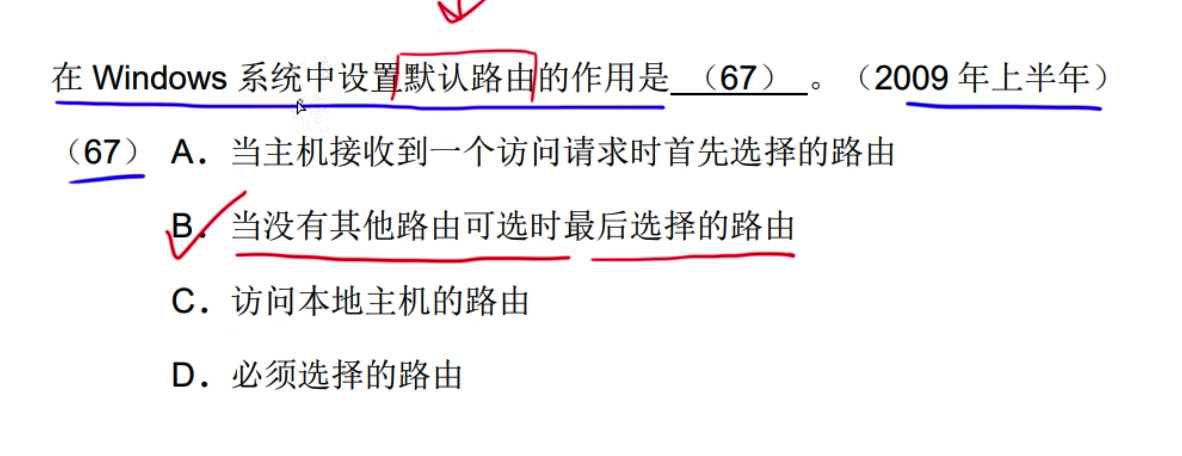 在 Windows 系统中设置默认路由的作用是 （67） 。（2009 年上半年）
（67） A．当主机接收到一个访问请求时首先选择的路由
B．当没有其他路由可选时最后选择的路由
C．访问本地主机的路由
D．必须选择的路由